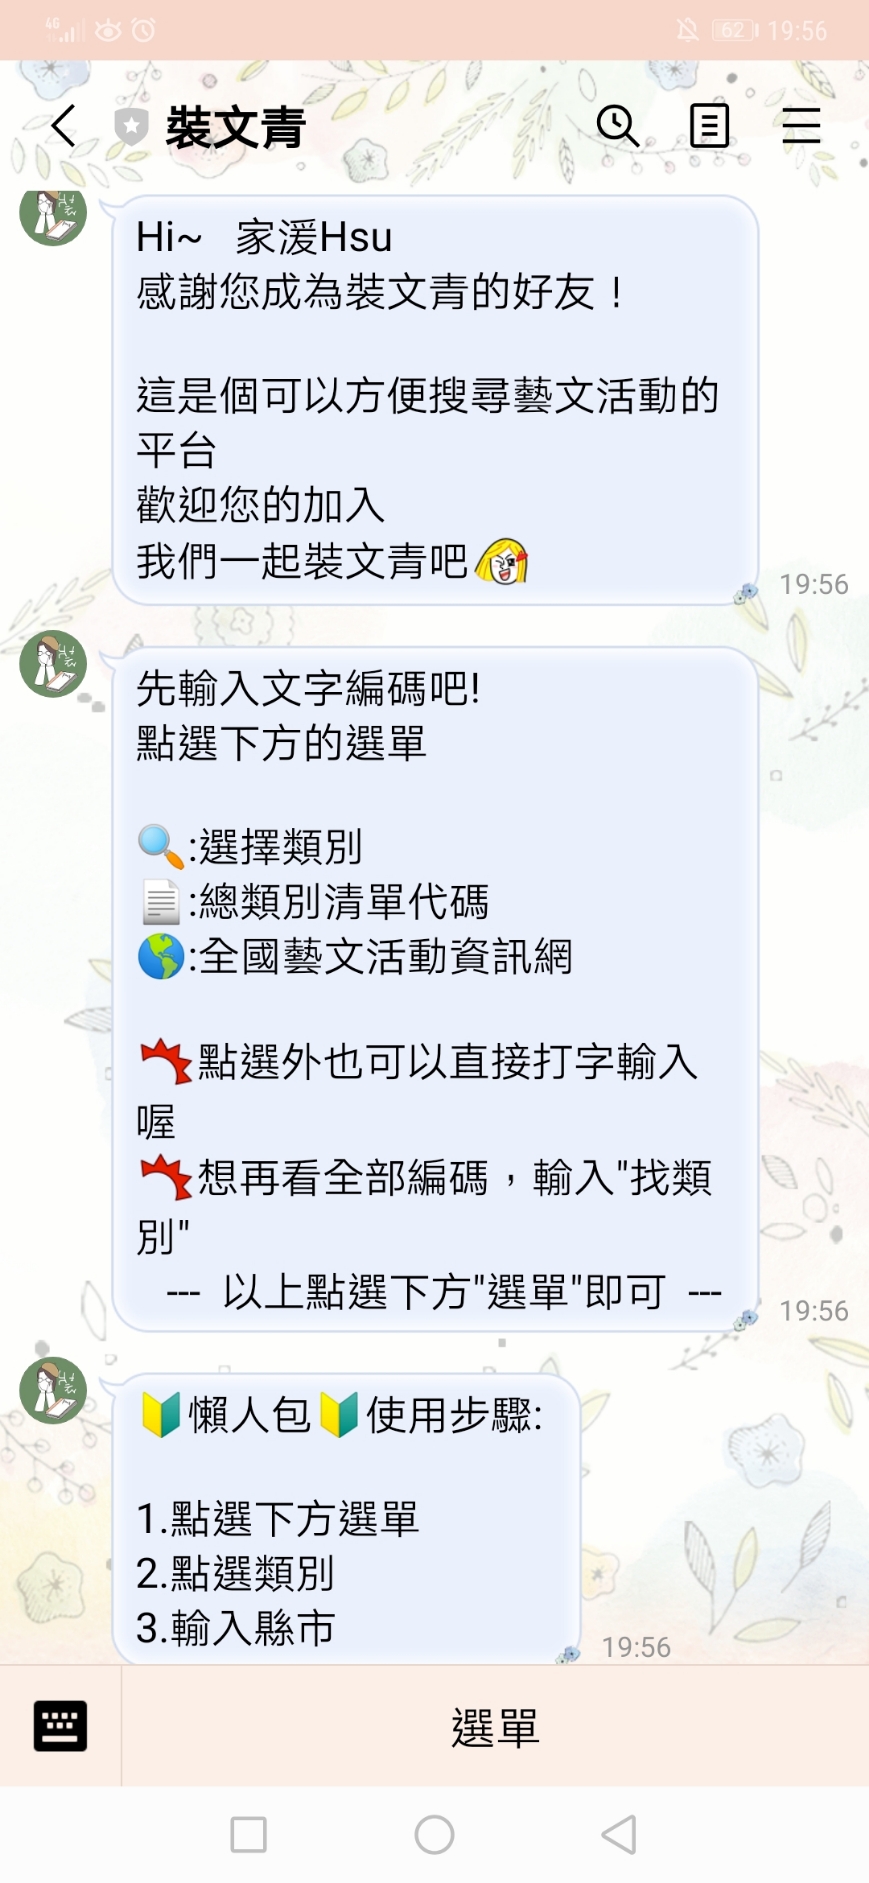 4G 62 19:56
裝文青
Hi~ 家湲Hsu
感謝您成為裝文青的好友！
這是個可以方便搜尋藝文活動的
平台
歡迎您的加入
我們一起裝文青吧
19:56
先輸入文字編碼吧!
點選下方的選單
:選擇類別
:總類別清單代碼
:全國藝文活動資訊網
點選外也可以直接打字輸入
喔
想再看全部編碼，輸入"找類
別"
--- 以上點選下方"選單"即可 ---
19:56
懶人包 使用步驟:
1.點選下方選單
2.點選類別
3.輸入縣市
19:56
選單